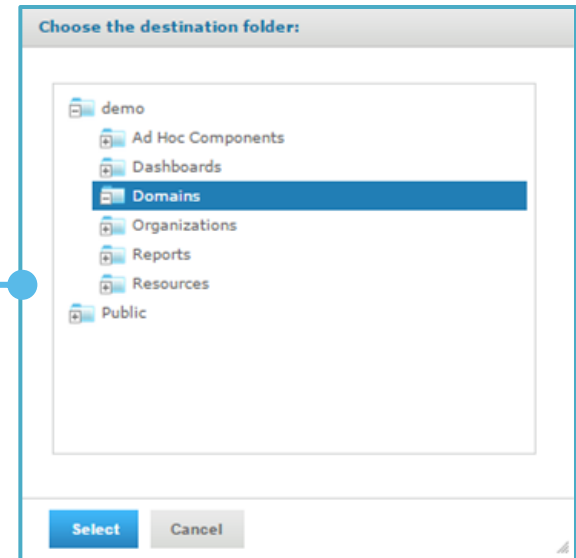 Choose the destination folder:
demo
Ad Hoc Components
Dashboards
Domains
Organizations
Reports
Resources
Public
Select Cancel